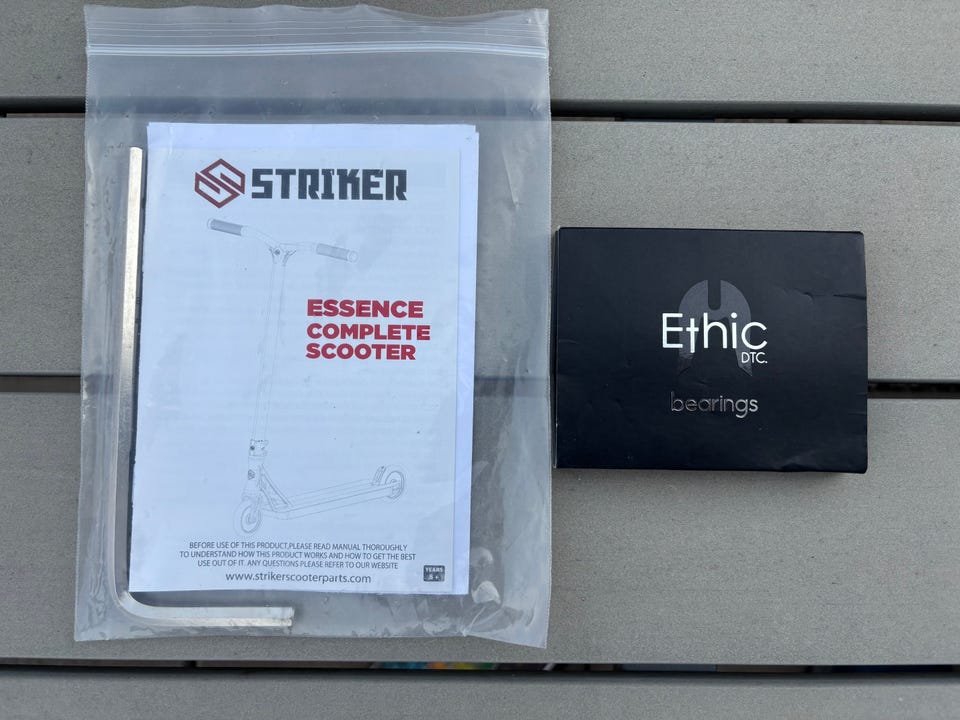 STRIKER
ESSENCE
COMPLETE
SCOOTER
BEFORE USE OF THIS PRODUCT,PLEASE READ MANUAL THOROUGHLY
TO UNDERSTAND HOW THIS PRODUCT WORKS AND HOW TO GET THE BEST
USE OUT OF IT. ANY QUESTIONS PLEASE REFER TO OUR WEBSITE
www.strikerscooterparts.com
YEARS
Ethic
DTC.
bearings